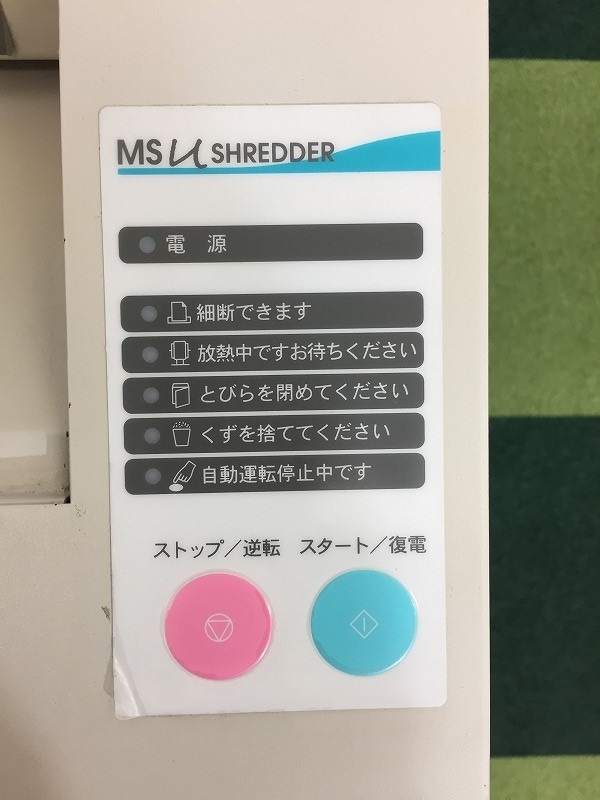 MS μ SHREDDER
電 源
細断できます
放熱中ですお待ちください
とびらを閉めてください
くずを捨ててください
自動運転停止中です
ストップ／逆転 スタート／復電